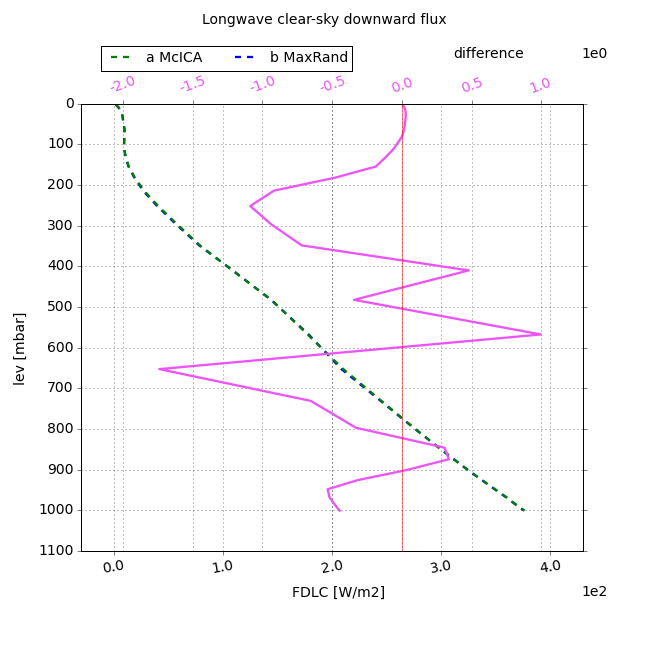 Longwave clear-sky downward flux
a McICA b MaxRand difference 1e0
-2.0 -1.5 -1.0 -0.5 0.0 0.5 1.0
0
100
200
300
400
500
600
700
800
900
1000
1100
lev [mbar]
0.0 1.0 2.0 3.0 4.0
FDLC [W/m2] 1e2